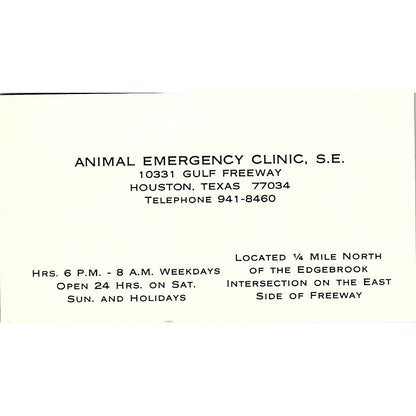 ANIMAL EMERGENCY CLINIC, S.E.
10331 GULF FREEWAY
HOUSTON, TEXAS 77034
TELEPHONE 941-8460
HRS. 6 P.M. - 8 A.M. WEEKDAYS
OPEN 24 HRS. ON SAT.
SUN. AND HOLIDAYS
LOCATED ¼ MILE NORTH
OF THE EDGEBROOK
INTERSECTION ON THE EAST
SIDE OF FREEWAY